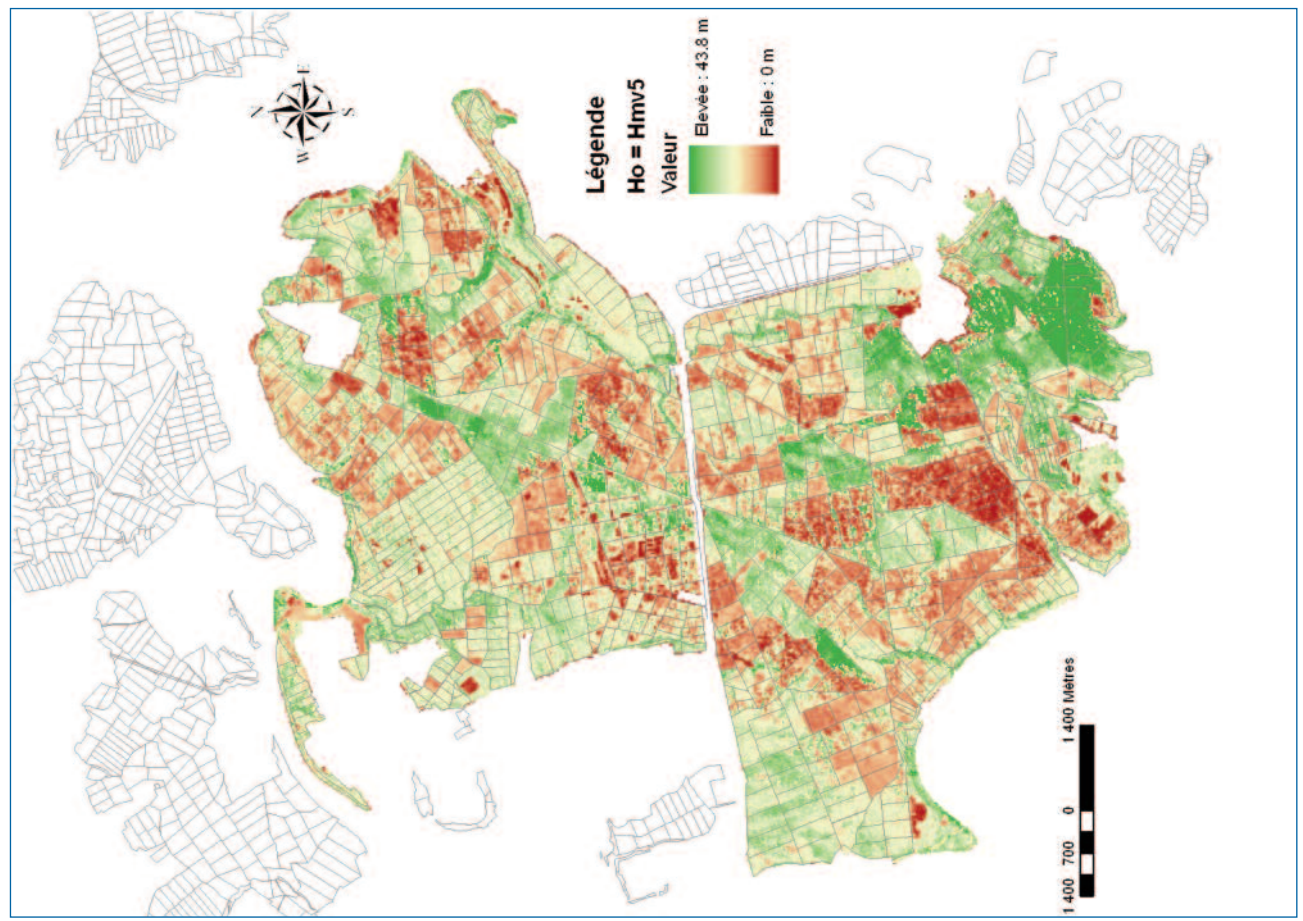 N
E
W
S
Légende
Ho = Hmv5
Valeur
Elevée : 43.8 m
Faible : 0 m
1 400 700 0 1 400 Mètres